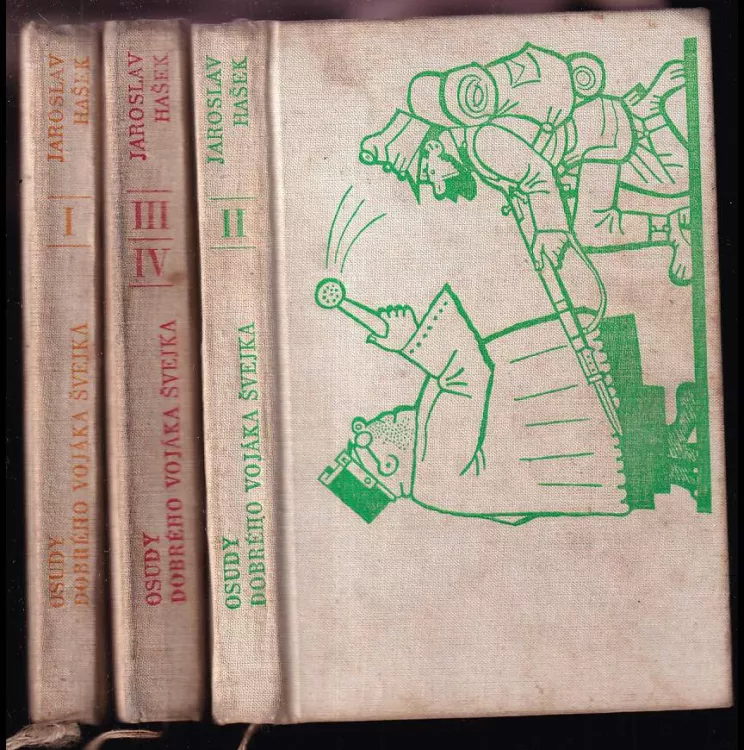 JAROSLAV
HAŠEK
I
OSUDY
DOBRÉHO VOJÁKA ŠVEJKA
JAROSLAV
HAŠEK
III
IV
OSUDY
DOBRÉHO VOJÁKA ŠVEJKA
JAROSLAV
HAŠEK
II
OSUDY
DOBRÉHO VOJÁKA ŠVEJKA